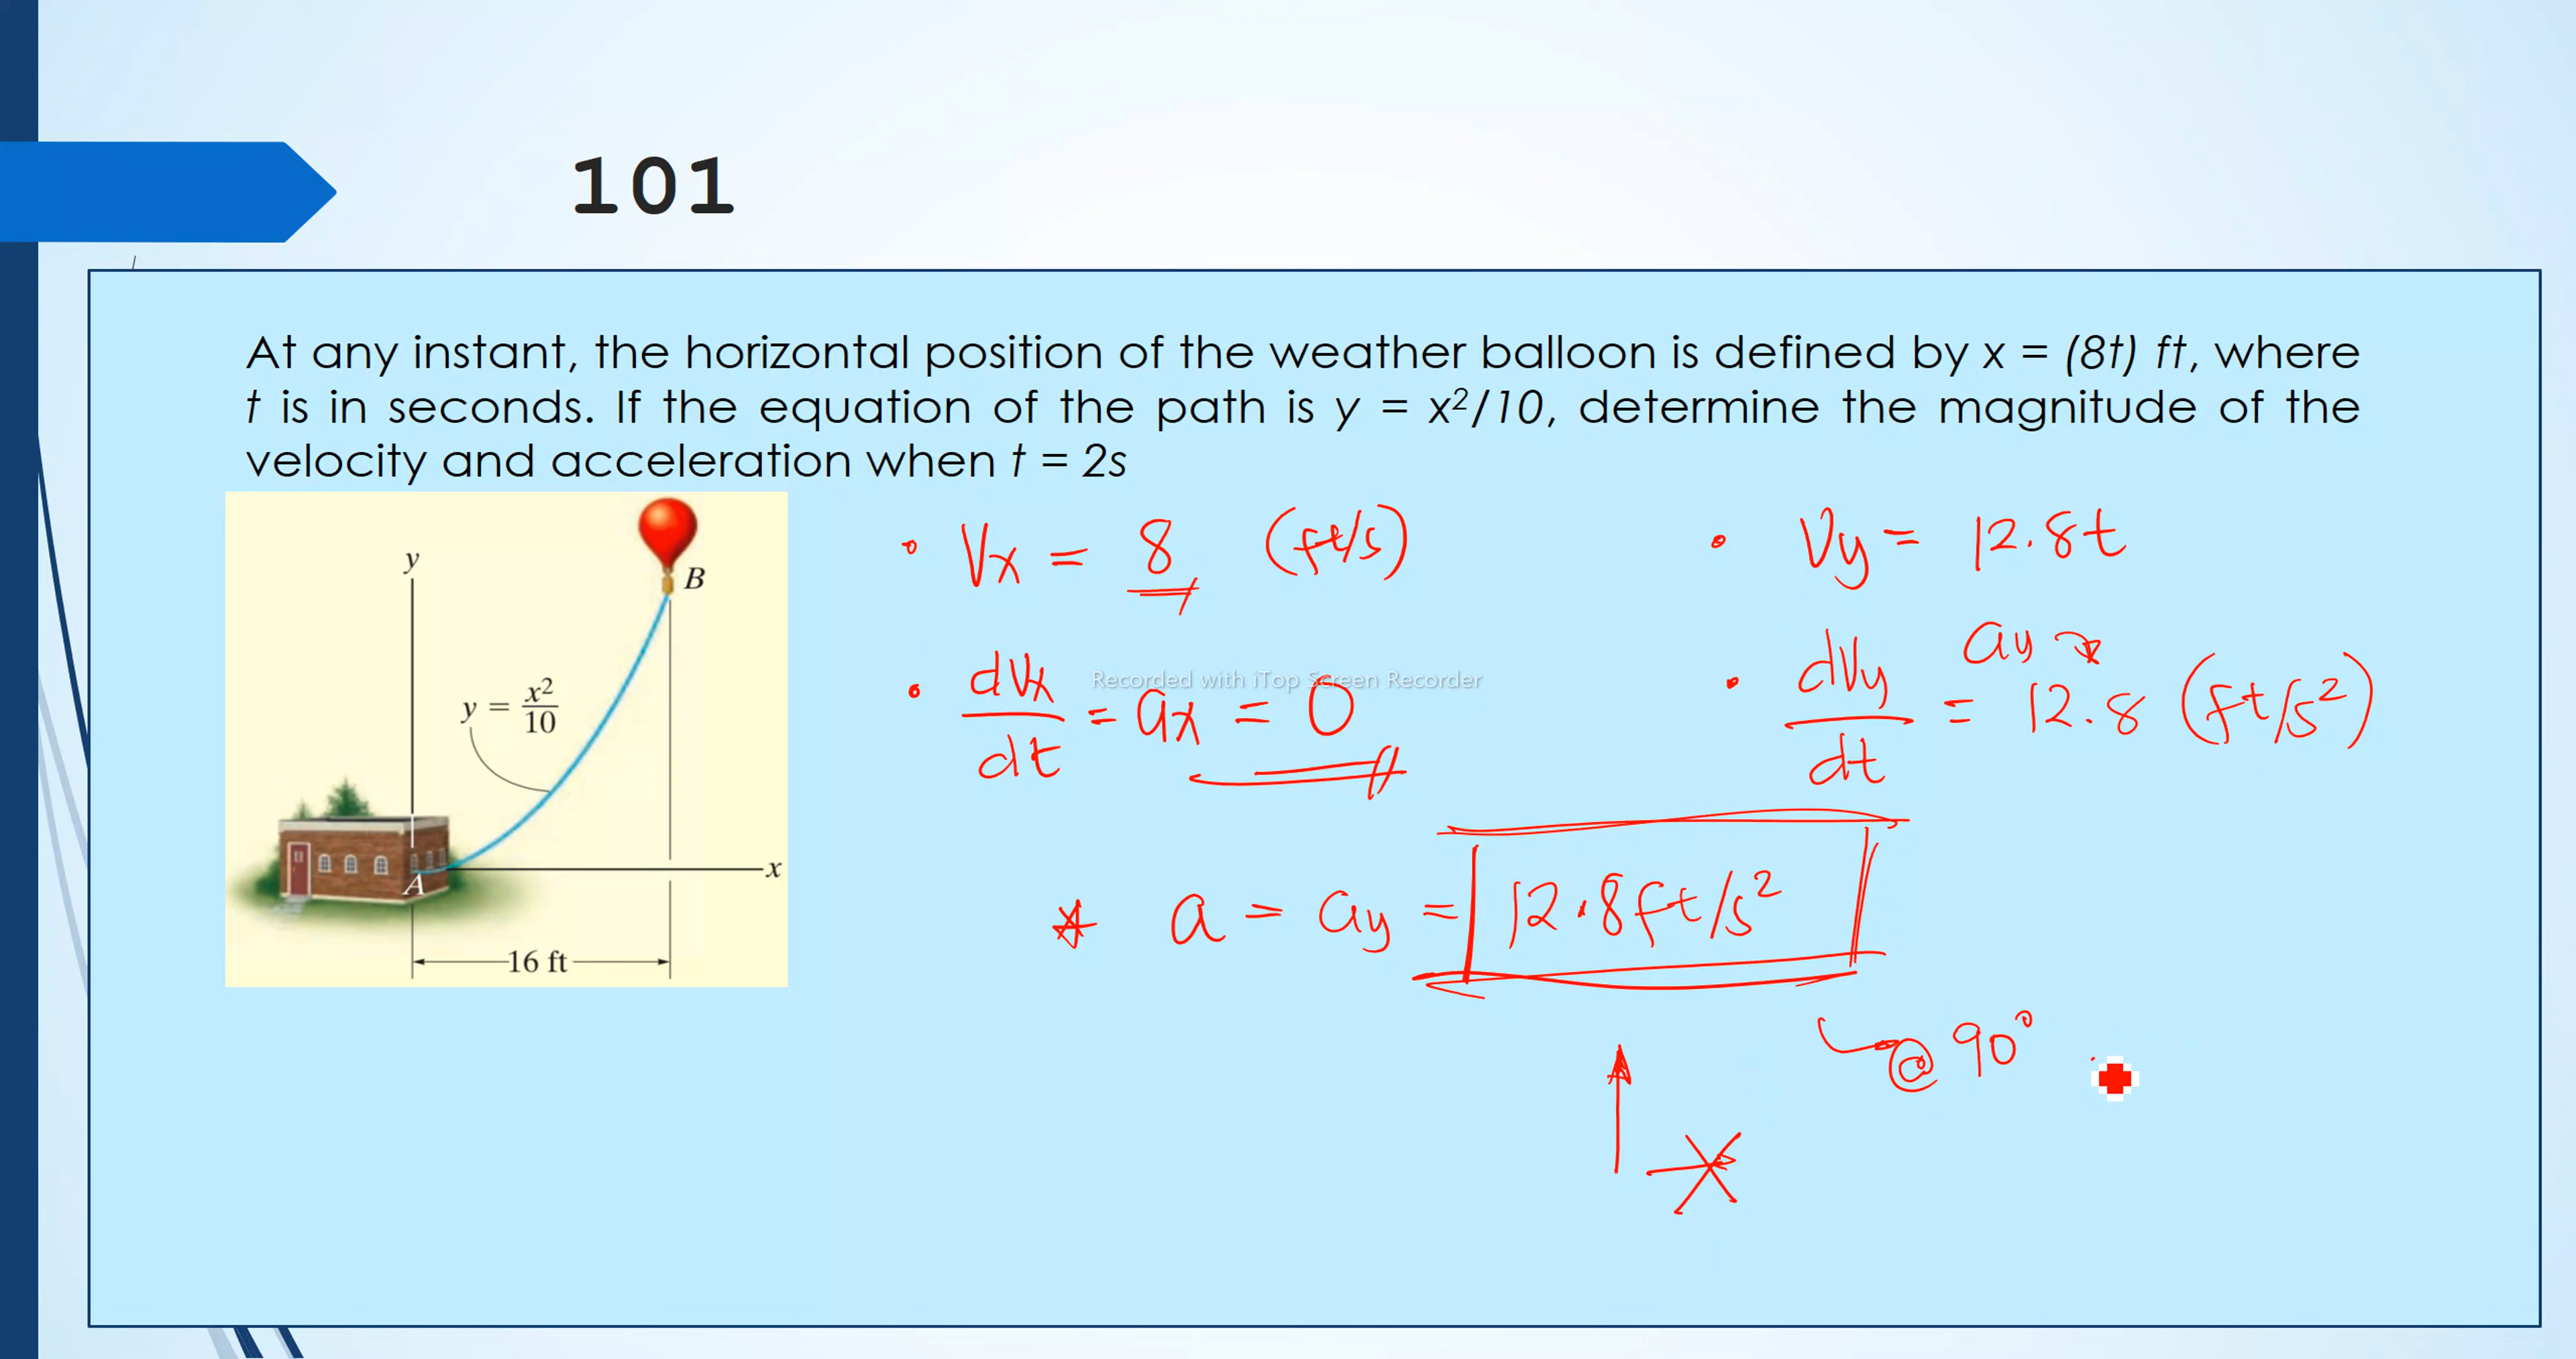 101
At any instant, the horizontal position of the weather balloon is defined by x = (8t) ft, where
t is in seconds. If the equation of the path is y = x²/10, determine the magnitude of the
velocity and acceleration when t = 2s
y
B
y = x²/10
A
x
16 ft
• Vx = 8 (ft/s)
• Vy = 12.8t
Recorded with iTop Screen Recorder
• dVx/dt = ax = 0
ay
• dVy/dt = 12.8 (ft/s²)
* a = ay = 12.8ft/s²
@ 90°